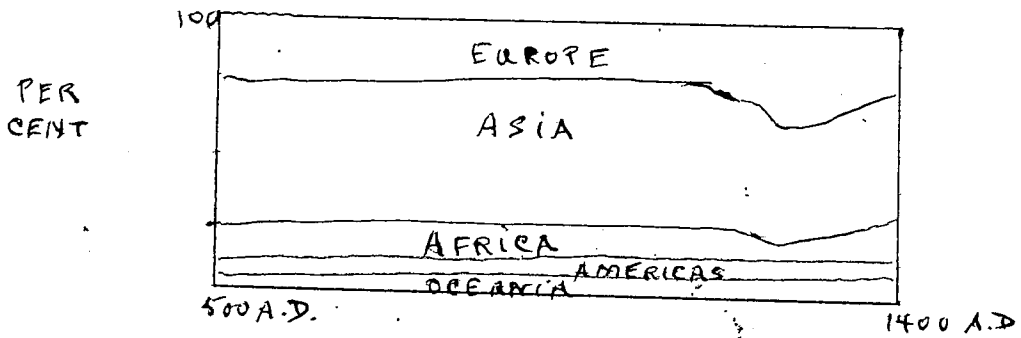 100
EUROPE
PER
CENT
ASiA
AFRiCA
AMERICAS
OCEANiA
500 A.D.
1400 A.D